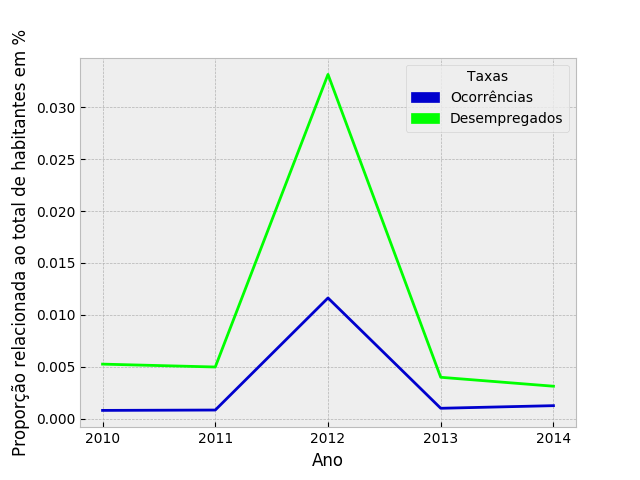 Proporção relacionada ao total de habitantes em %
0.030
0.025
0.020
0.015
0.010
0.005
0.000
Taxas
Ocorrências
Desempregados
2010 2011 2012 2013 2014
Ano